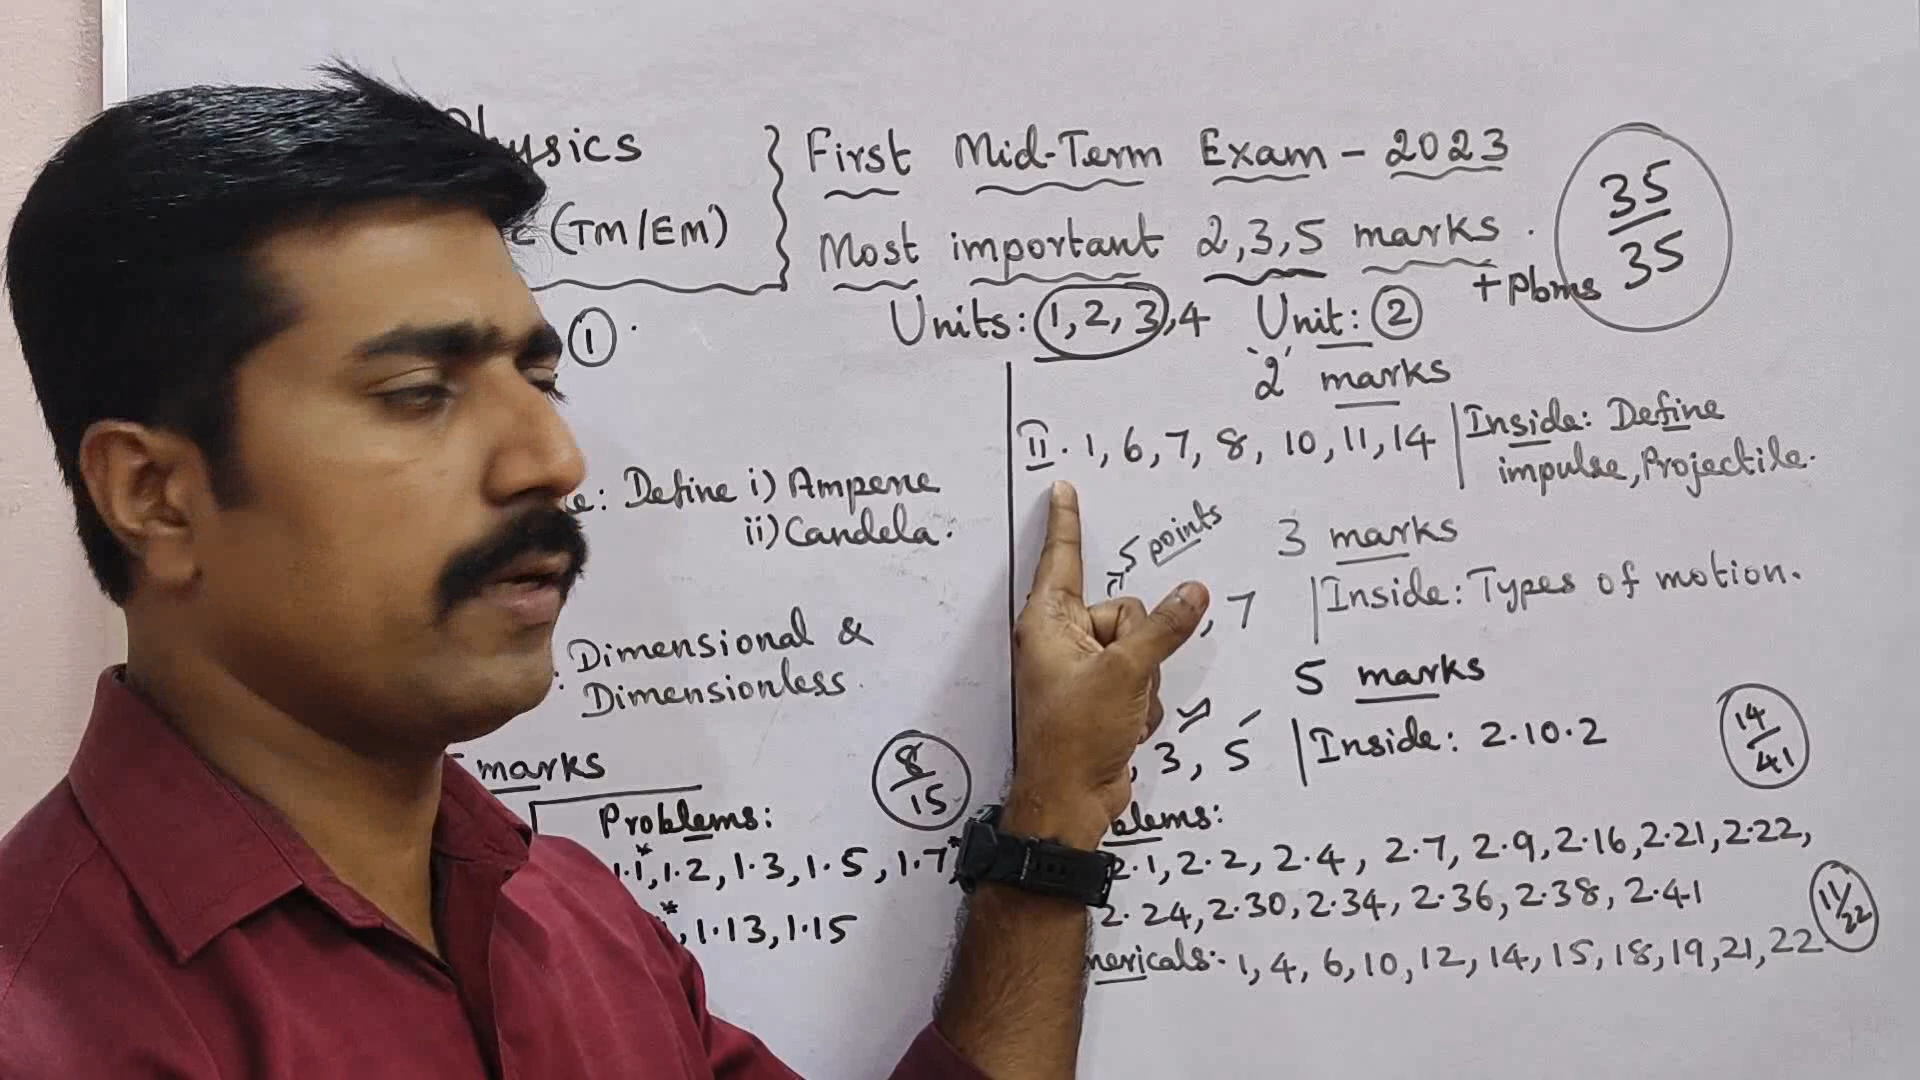 Physics } First Mid-Term Exam - 2023
(TM/EM) Most important 2,3,5 marks.
+ Pbms
35/35
① . Units: 1, 2, 3, 4 Unit: ②
'2' marks
II. 1, 6, 7, 8, 10, 11, 14 | Inside: Define
impulse, Projectile.
: Define i) Ampere
ii) Candela.
5 points
3 marks
, 7 | Inside: Types of motion.
: Dimensional &
Dimensionless.
5 marks
, 3, 5 | Inside: 2.10.2
14/41
marks
8/15
Problems:
1.1*, 1.2, 1.3, 1.5, 1.7*,
*, 1.13, 1.15
blems:
2.1, 2.2, 2.4, 2.7, 2.9, 2.16, 2.21, 2.22,
2.24, 2.30, 2.34, 2.36, 2.38, 2.41
mericals:- 1, 4, 6, 10, 12, 14, 15, 18, 19, 21, 22
11/22